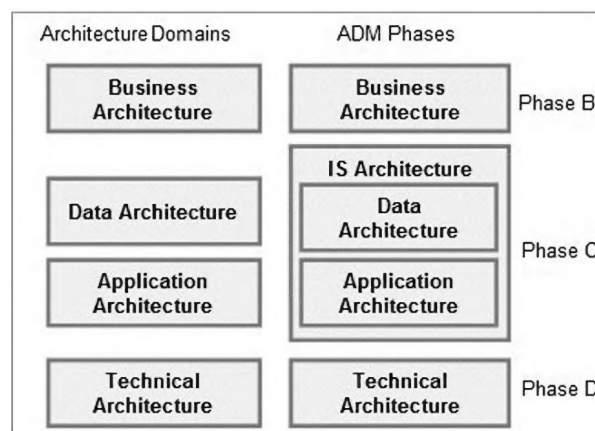 Architecture Domains
ADM Phases
Business
Architecture
Business
Architecture
Phase B
IS Architecture
Data Architecture
Data
Architecture
Phase C
Application
Architecture
Application
Architecture
Technical
Architecture
Technical
Architecture
Phase D